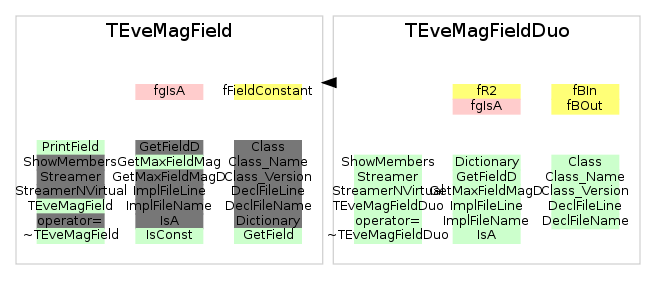 TEveMagField
fgIsA
fFieldConstant
PrintField
ShowMembers
Streamer
StreamerNVirtual
TEveMagField
operator=
~TEveMagField
GetFieldD
GetMaxFieldMag
GetMaxFieldMagD
ImplFileLine
ImplFileName
IsA
IsConst
Class
Class_Name
Class_Version
DeclFileLine
DeclFileName
Dictionary
GetField
TEveMagFieldDuo
fR2
fgIsA
fBIn
fBOut
ShowMembers
Streamer
StreamerNVirtual
TEveMagFieldDuo
operator=
~TEveMagFieldDuo
Dictionary
GetFieldD
GetMaxFieldMagD
ImplFileLine
ImplFileName
IsA
Class
Class_Name
Class_Version
DeclFileLine
DeclFileName